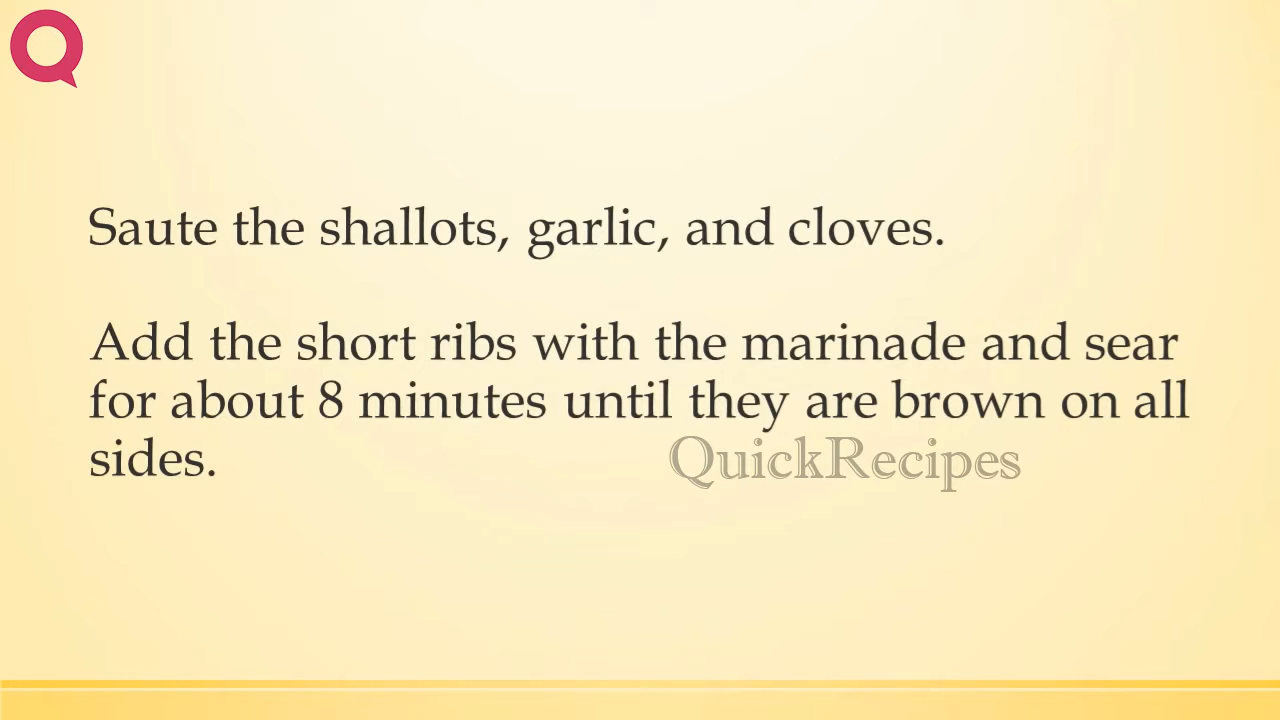 Saute the shallots, garlic, and cloves.
Add the short ribs with the marinade and sear
for about 8 minutes until they are brown on all
sides.
QuickRecipes